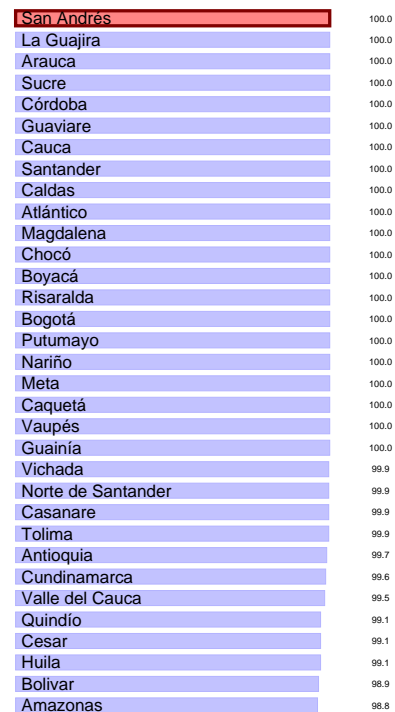 San Andrés 100.0
La Guajira 100.0
Arauca 100.0
Sucre 100.0
Córdoba 100.0
Guaviare 100.0
Cauca 100.0
Santander 100.0
Caldas 100.0
Atlántico 100.0
Magdalena 100.0
Chocó 100.0
Boyacá 100.0
Risaralda 100.0
Bogotá 100.0
Putumayo 100.0
Nariño 100.0
Meta 100.0
Caquetá 100.0
Vaupés 100.0
Guainía 100.0
Vichada 99.9
Norte de Santander 99.9
Casanare 99.9
Tolima 99.9
Antioquia 99.7
Cundinamarca 99.6
Valle del Cauca 99.5
Quindío 99.1
Cesar 99.1
Huila 99.1
Bolivar 98.9
Amazonas 98.8